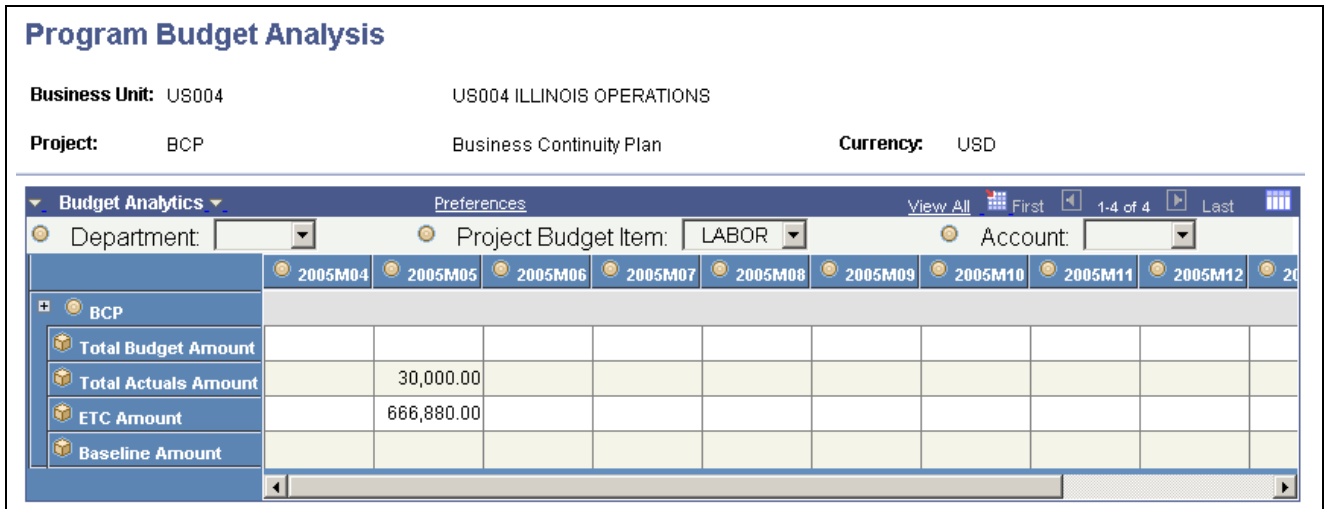 Program Budget Analysis
Business Unit: US004 US004 ILLINOIS OPERATIONS
Project: BCP Business Continuity Plan Currency: USD
Budget Analytics Preferences View All First 1-4 of 4 Last
Department: Project Budget Item: LABOR Account:
2005M04 2005M05 2005M06 2005M07 2005M08 2005M09 2005M10 2005M11 2005M12 20
BCP
Total Budget Amount
Total Actuals Amount 30,000.00
ETC Amount 666,880.00
Baseline Amount